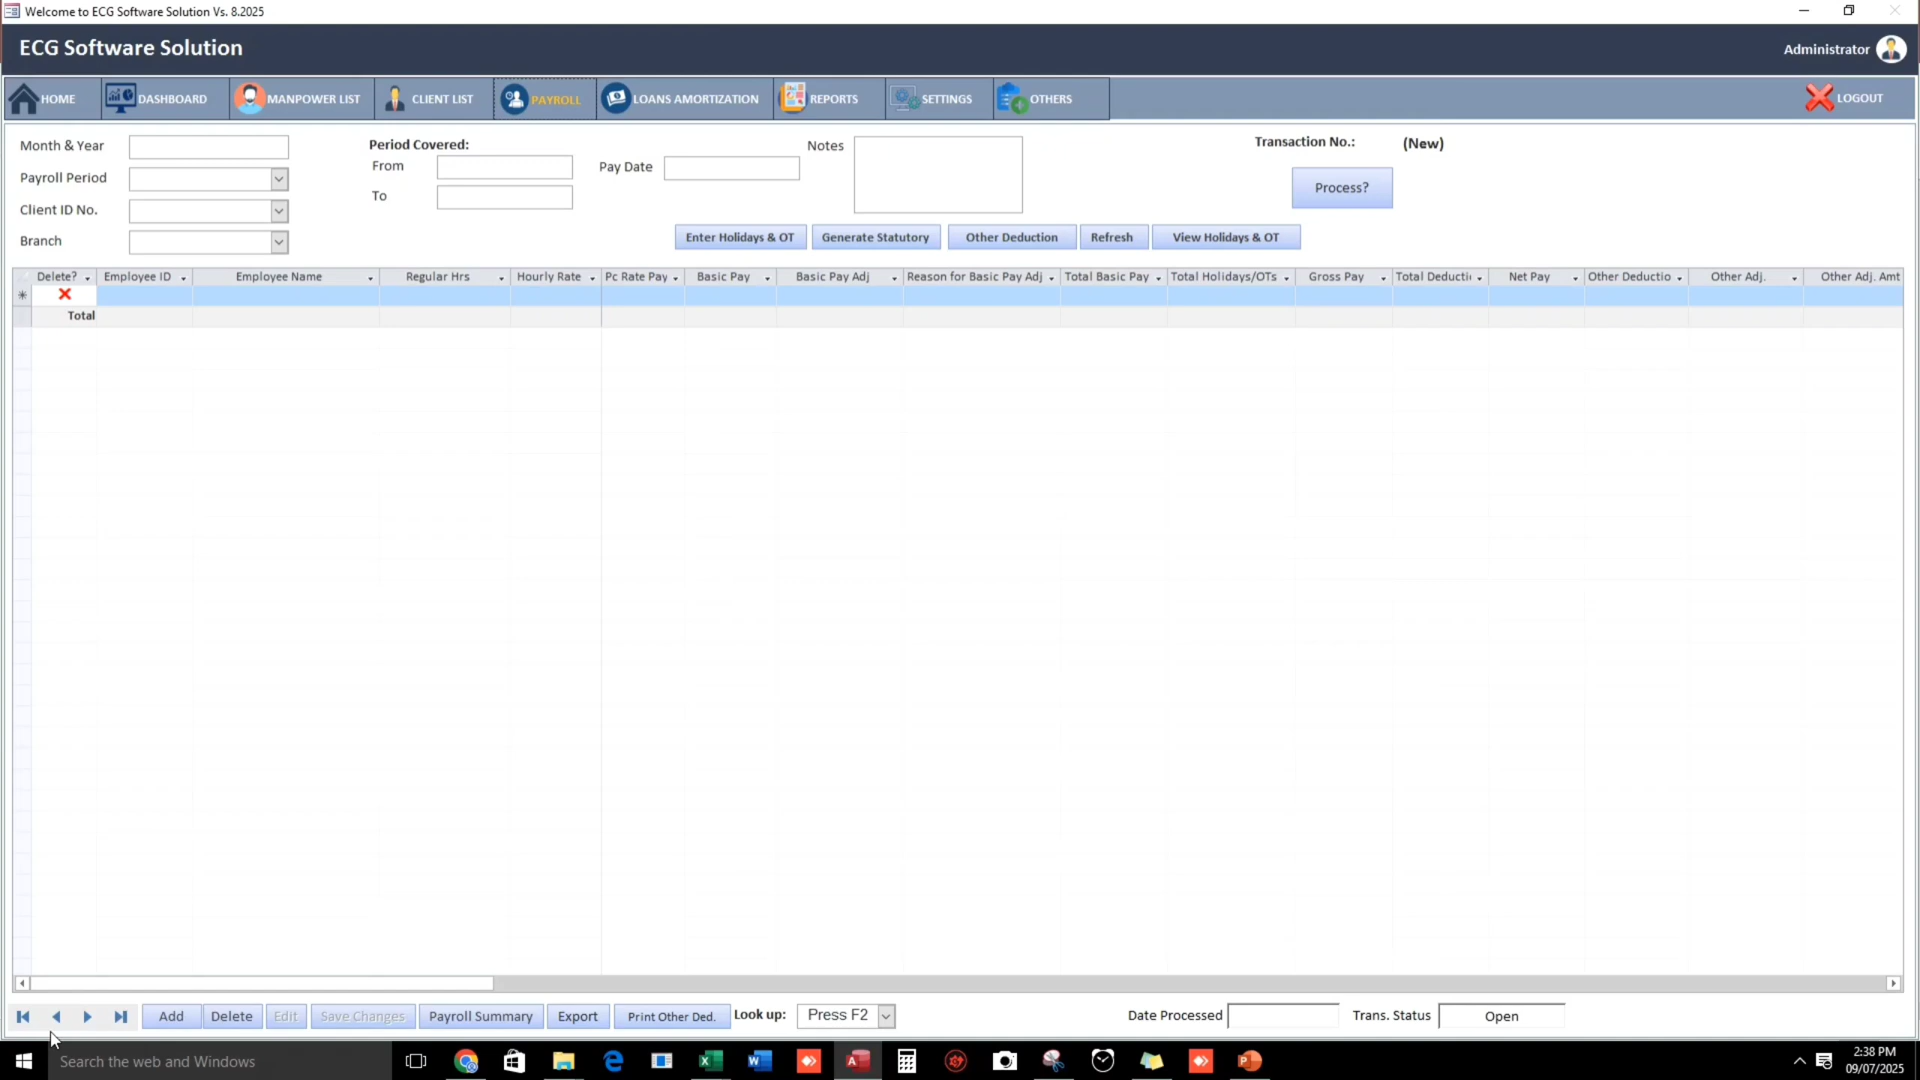 Welcome to ECG Software Solution Vs. 8.2025
ECG Software Solution
Administrator
HOME
DASHBOARD
MANPOWER LIST
CLIENT LIST
PAYROLL
LOANS AMORTIZATION
REPORTS
SETTINGS
OTHERS
LOGOUT
Month & Year
Payroll Period
Client ID No.
Branch
Period Covered:
From
To
Pay Date
Notes
Transaction No.: (New)
Process?
Enter Holidays & OT
Generate Statutory
Other Deduction
Refresh
View Holidays & OT
Delete? Employee ID Employee Name Regular Hrs Hourly Rate Pc Rate Pay Basic Pay Basic Pay Adj Reason for Basic Pay Adj Total Basic Pay Total Holidays/OTs Gross Pay Total Deducti Net Pay Other Deductio Other Adj. Other Adj. Amt
Total
Add
Delete
Edit
Save Changes
Payroll Summary
Export
Print Other Ded.
Look up: Press F2
Date Processed
Trans. Status Open
Search the web and Windows
2:38 PM
09/07/2025